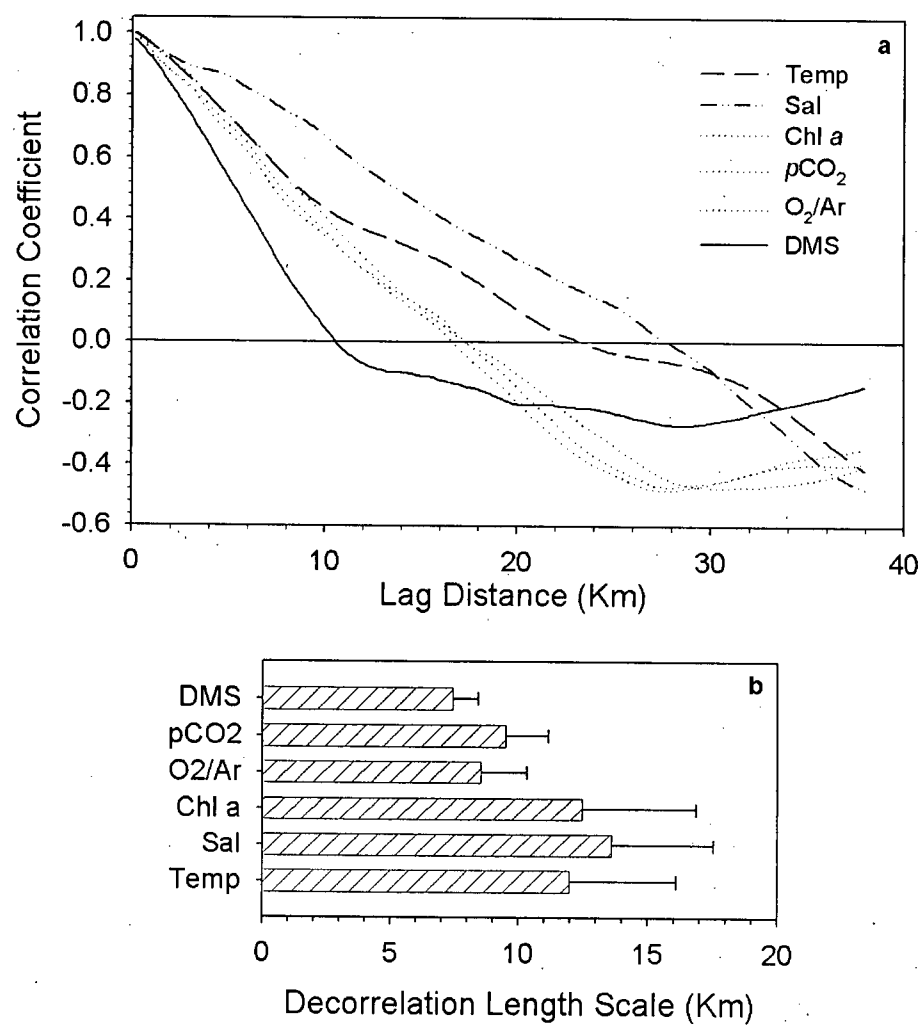 a
1.0
0.8
0.6
0.4
0.2
0.0
-0.2
-0.4
-0.6
Correlation Coefficient
Temp
Sal
Chl a
pCO2
O2/Ar
DMS
0 10 20 30 40
Lag Distance (Km)
b
DMS
pCO2
O2/Ar
Chl a
Sal
Temp
0 5 10 15 20
Decorrelation Length Scale (Km)